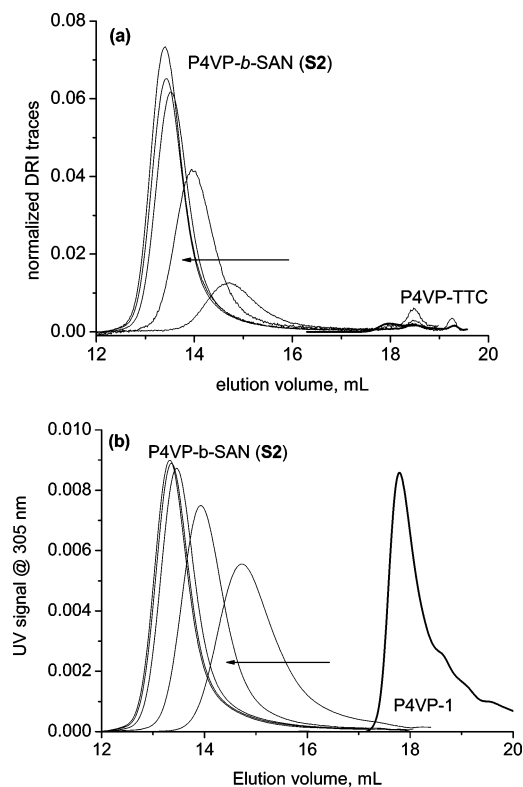 0.08
(a)
P4VP-b-SAN (S2)
0.06
normalized DRI traces
0.04
0.02
P4VP-TTC
0.00
12 14 16 18 20
elution volume, mL
0.010
(b)
P4VP-b-SAN (S2)
0.008
UV signal @ 305 nm
0.006
0.004
0.002
P4VP-1
0.000
12 14 16 18 20
Elution volume, mL